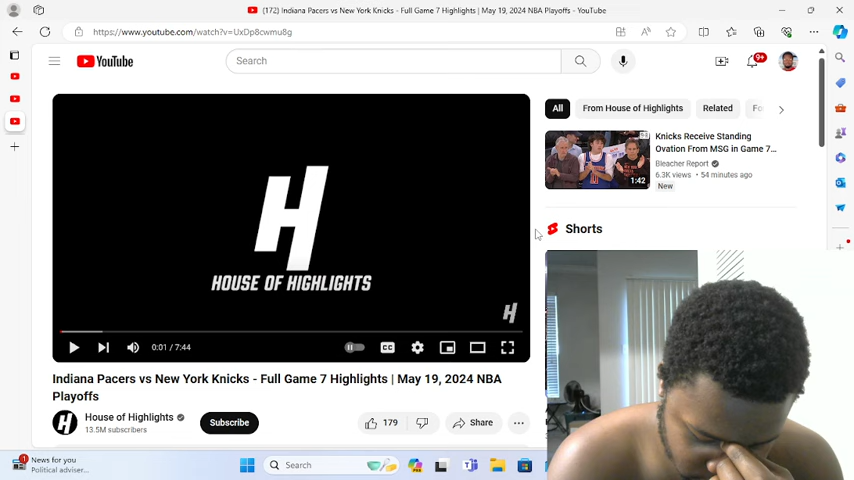 (172) Indiana Pacers vs New York Knicks - Full Game 7 Highlights | May 19, 2024 NBA Playoffs - YouTube
https://www.youtube.com/watch?v=UxDp8cwmu8g
YouTube
Search
9+
All
From House of Highlights
Related
Fo
H
HOUSE OF HIGHLIGHTS
H
0:01 / 7:44
CC
1:42
Knicks Receive Standing
Ovation From MSG in Game 7...
Bleacher Report
6.3K views • 54 minutes ago
New
Shorts
Indiana Pacers vs New York Knicks - Full Game 7 Highlights | May 19, 2024 NBA
Playoffs
H
House of Highlights
13.5M subscribers
Subscribe
179
Share
1
News for you
Political adviser...
Search